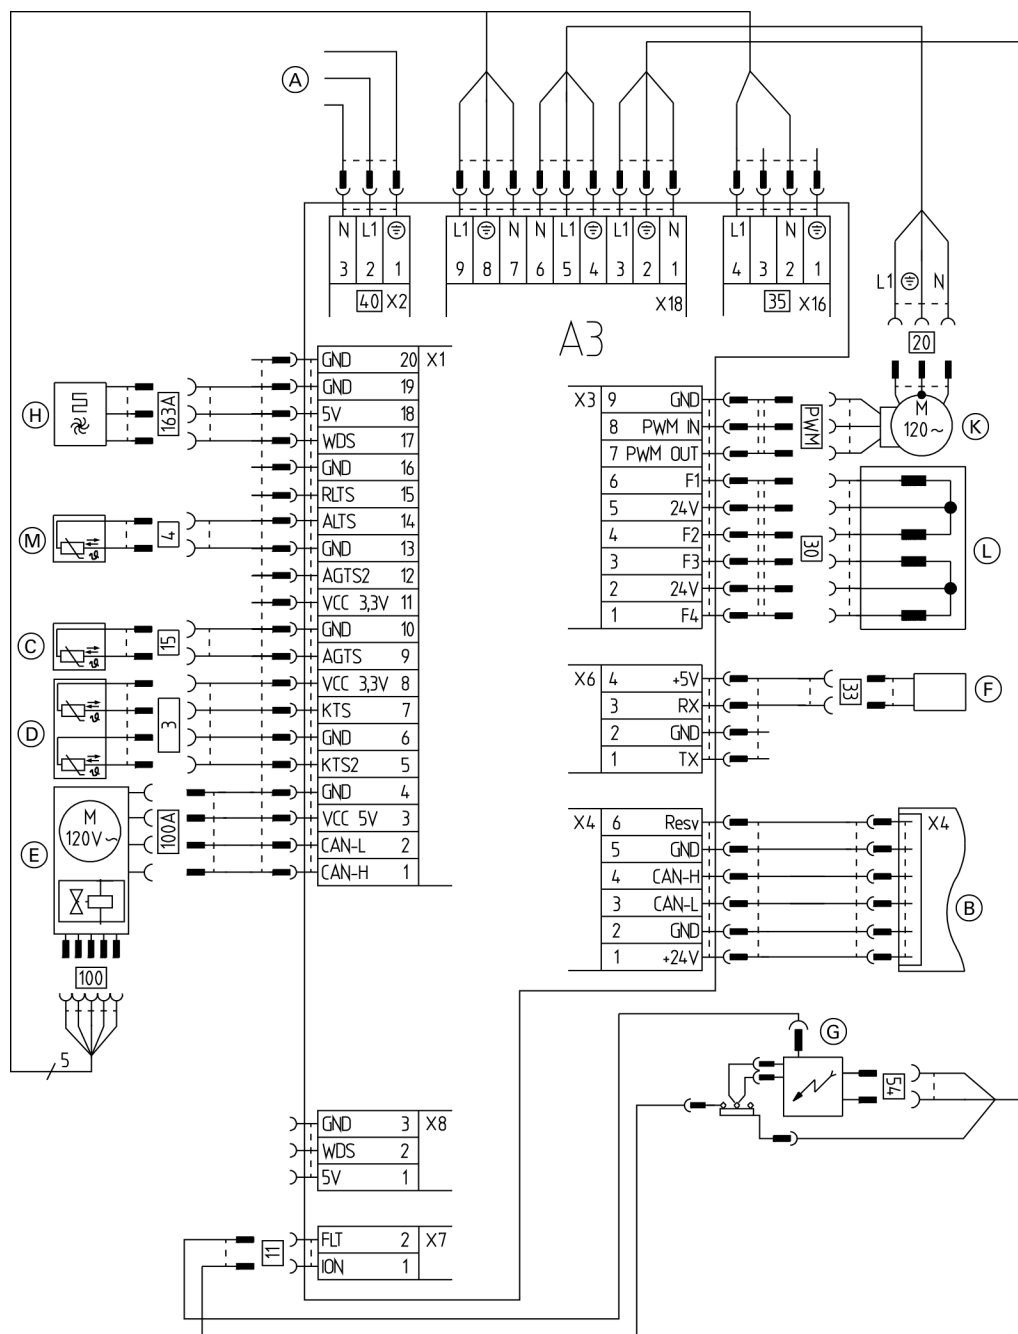 A
N L1
3 2 1
40 X2
L1 N N L1 L1 N
9 8 7 6 5 4 3 2 1
X18
L1 N
4 3 2 1
35 X16
L1 N
20
A3
M
120 ~
K
H
163A
GND 20 X1
GND 19
5V 18
WDS 17
GND 16
RLTS 15
M
4
ALTS 14
GND 13
AGTS2 12
VCC 3,3V 11
C
15
GND 10
AGTS 9
D
3
VCC 3,3V 8
KTS 7
GND 6
KTS2 5
E
M
120V ~
100A
GND 4
VCC 5V 3
CAN-L 2
CAN-H 1
100
5
X3 9 GND
8 PWM IN
7 PWM OUT
PWM
6 F1
5 24V
4 F2
3 F3
2 24V
1 F4
30
L
X6 4 +5V
3 RX
2 GND
1 TX
33
F
X4 6 Resv
5 GND
4 CAN-H
3 CAN-L
2 GND
1 +24V
X4
B
G
54
GND 3 X8
WDS 2
5V 1
11
FLT 2 X7
ION 1